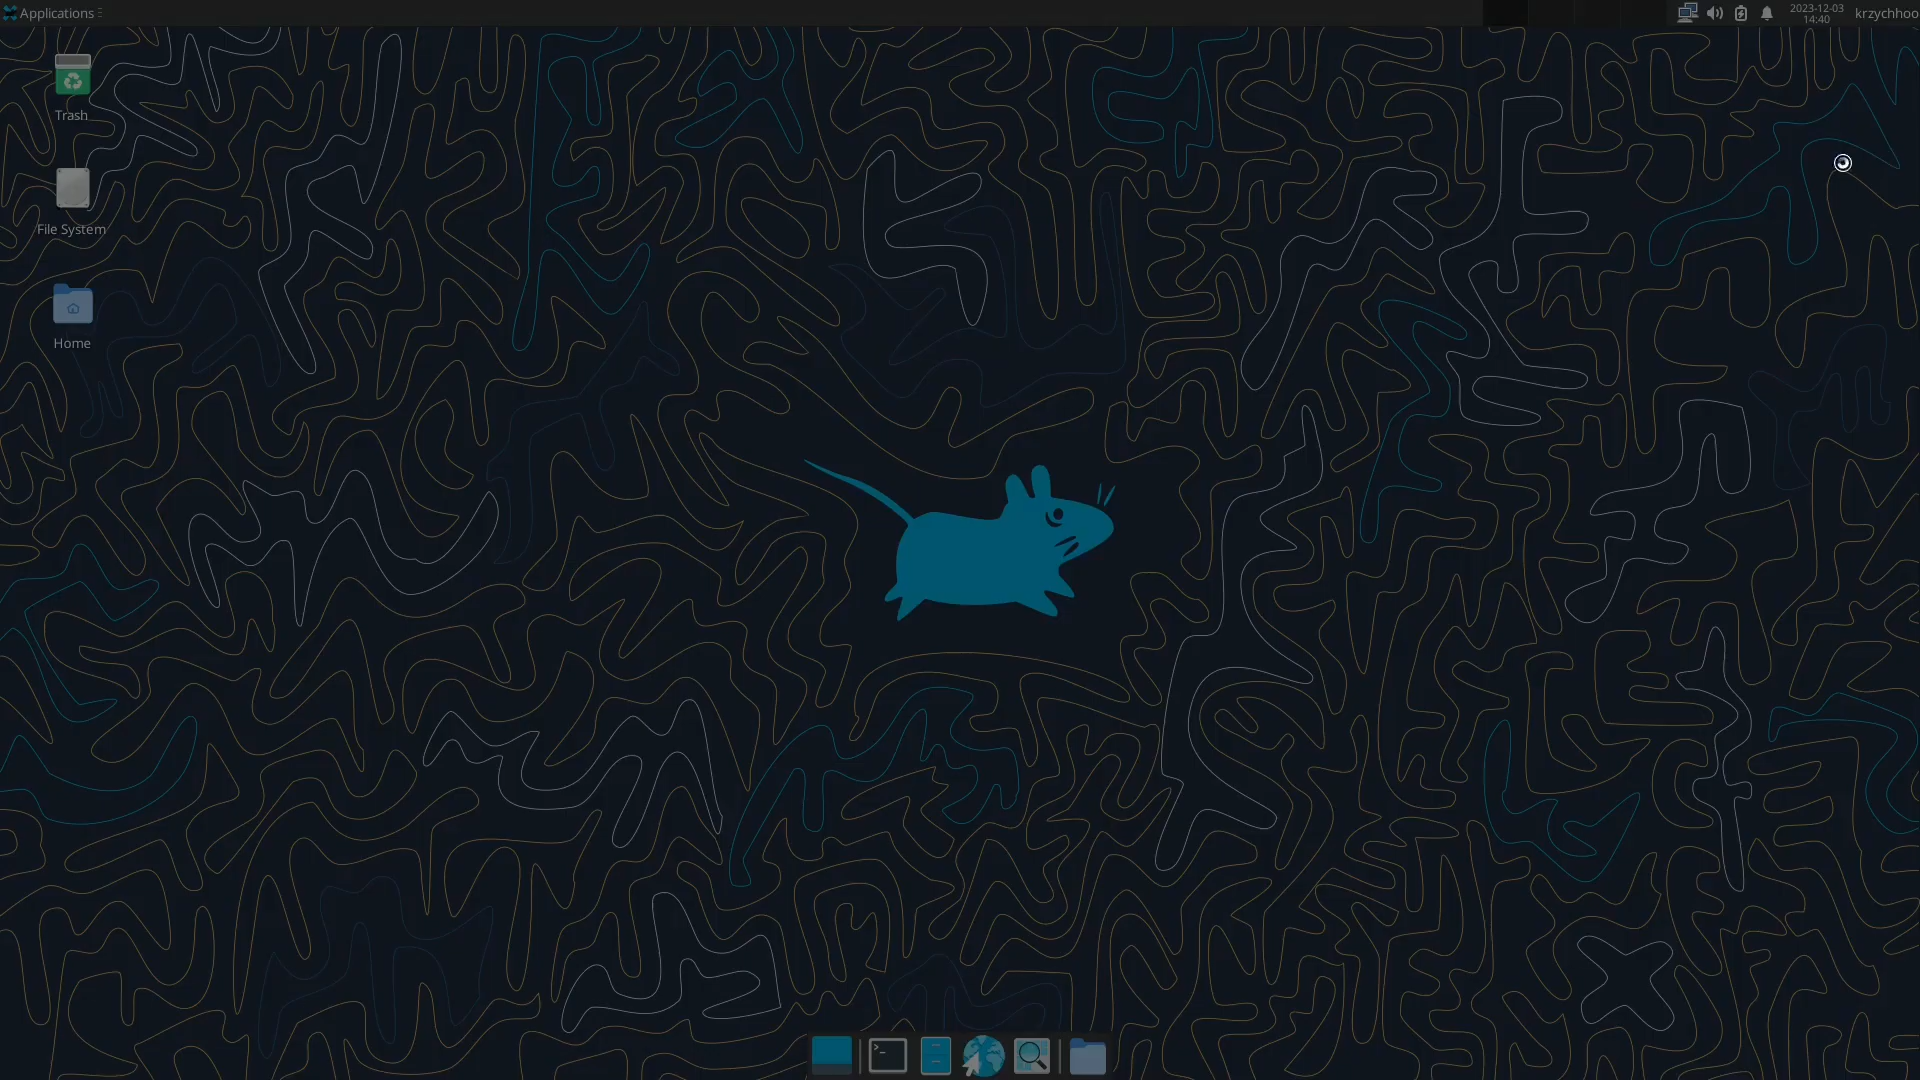 Applications
2023-12-03
14:40
krzychhoo
Trash
File System
Home